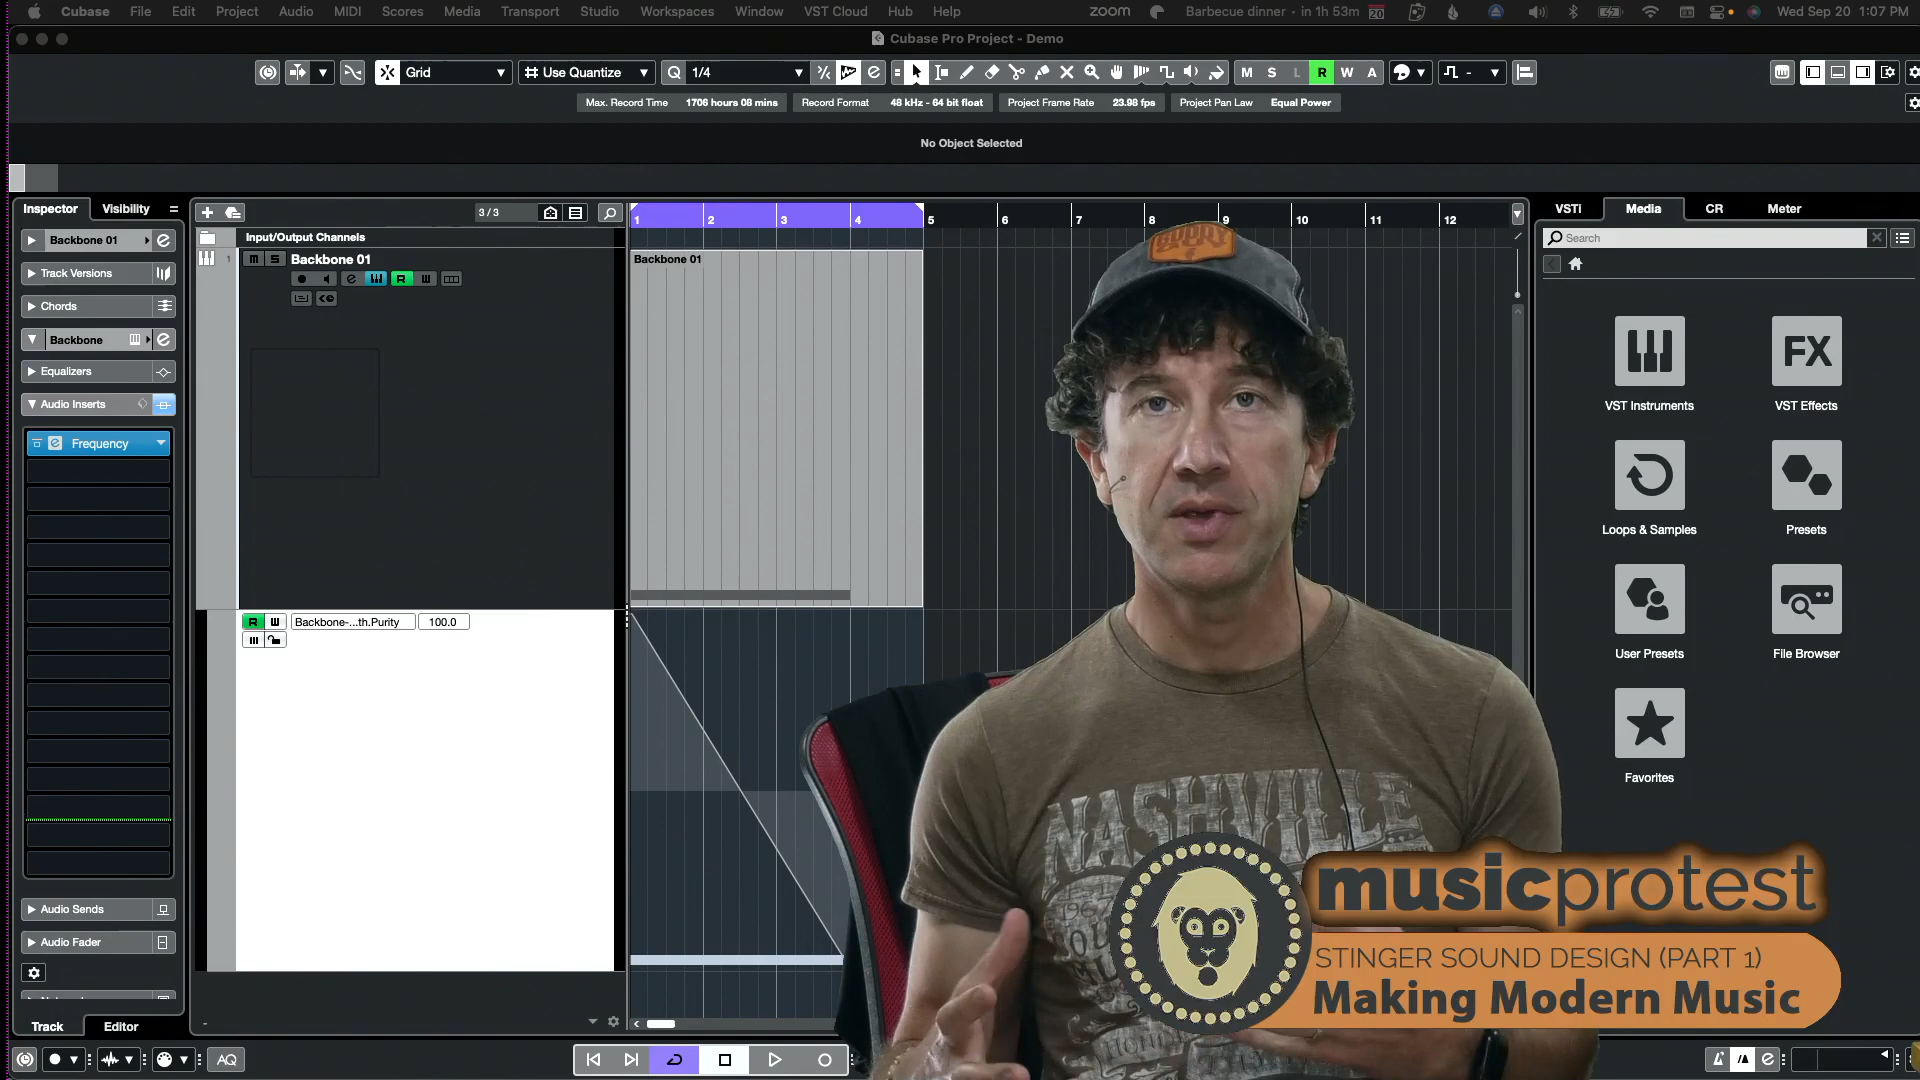 Cubase File Edit Project Audio MIDI Scores Media Transport Studio Workspaces Window VST Cloud Hub Help
zoom Barbecue dinner • in 1h 53m 20 Wed Sep 20 1:07 PM
Cubase Pro Project - Demo
Grid Use Quantize Q 1/4 e M S L R W A -
Max. Record Time 1706 hours 08 mins Record Format 48 kHz - 64 bit float Project Frame Rate 23.98 fps Project Pan Law Equal Power
No Object Selected
Inspector Visibility
3 / 3
1 2 3 4 5 6 7 8 9 10 11 12
VSTi Media CR Meter
Search
Input/Output Channels
Backbone 01
1 M S Backbone 01
R W
Backbone 01
Track Versions
Chords
Backbone
Equalizers
Audio Inserts
Frequency
VST Instruments
FX
VST Effects
Loops & Samples
Presets
User Presets
File Browser
Favorites
R W Backbone-...th.Purity 100.0
NASHVILLE
musicprotest
STINGER SOUND DESIGN (PART 1)
Making Modern Music
Audio Sends
Audio Fader
Track Editor
AQ